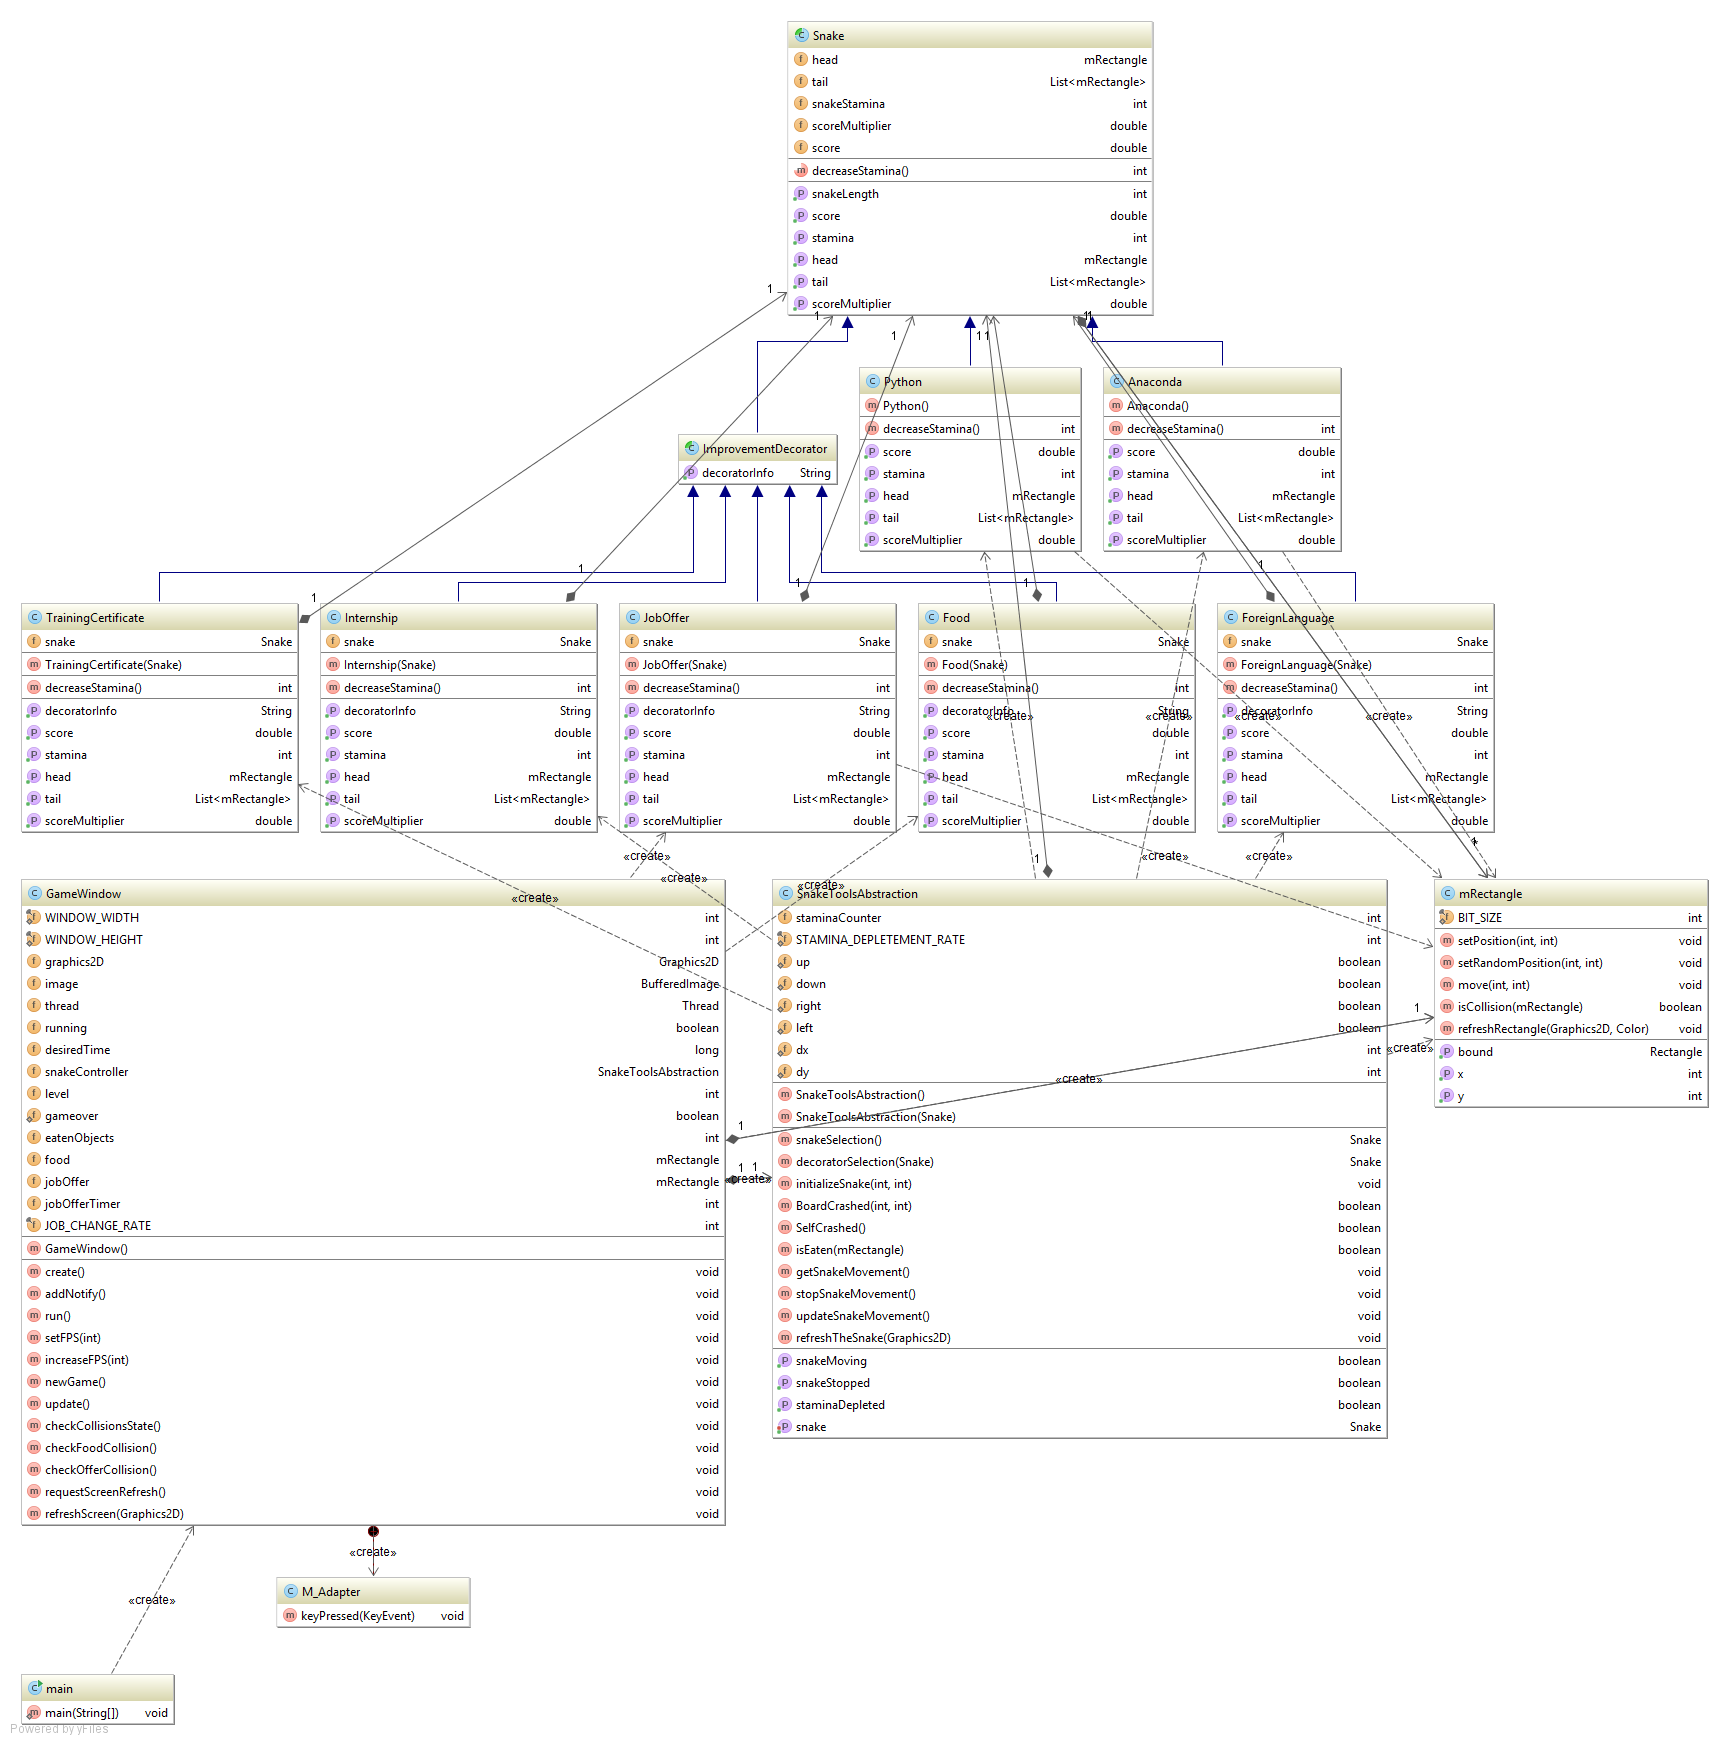 Snake
head mRectangle
tail List<mRectangle>
snakeStamina int
scoreMultiplier double
score double
decreaseStamina() int
snakeLength int
score double
stamina int
head mRectangle
tail List<mRectangle>
scoreMultiplier double
1
1
1
1 1
1 1
Python
Python()
decreaseStamina() int
score double
stamina int
head mRectangle
tail List<mRectangle>
scoreMultiplier double
Anaconda
Anaconda()
decreaseStamina() int
score double
stamina int
head mRectangle
tail List<mRectangle>
scoreMultiplier double
ImprovementDecorator
decoratorInfo String
1
1
1
1
1
TrainingCertificate
snake Snake
TrainingCertificate(Snake)
decreaseStamina() int
decoratorInfo String
score double
stamina int
head mRectangle
tail List<mRectangle>
scoreMultiplier double
Internship
snake Snake
Internship(Snake)
decreaseStamina() int
decoratorInfo String
score double
stamina int
head mRectangle
tail List<mRectangle>
scoreMultiplier double
JobOffer
snake Snake
JobOffer(Snake)
decreaseStamina() int
decoratorInfo String
score double
stamina int
head mRectangle
tail List<mRectangle>
scoreMultiplier double
Food
snake Snake
Food(Snake)
decreaseStamina() int
decoratorInfo String
score double
stamina int
head mRectangle
tail List<mRectangle>
scoreMultiplier double
ForeignLanguage
snake Snake
ForeignLanguage(Snake)
decreaseStamina() int
decoratorInfo String
score double
stamina int
head mRectangle
tail List<mRectangle>
scoreMultiplier double
«create»
«create»
«create»
«create»
*
«create»
«create»
«create»
«create»
«create»
«create»
1
GameWindow
WINDOW_WIDTH int
WINDOW_HEIGHT int
graphics2D Graphics2D
image BufferedImage
thread Thread
running boolean
desiredTime long
snakeController SnakeToolsAbstraction
level int
gameover boolean
eatenObjects int
food mRectangle
jobOffer mRectangle
jobOfferTimer int
JOB_CHANGE_RATE int
GameWindow()
create() void
addNotify() void
run() void
setFPS(int) void
increaseFPS(int) void
newGame() void
update() void
checkCollisionsState() void
checkFoodCollision() void
checkOfferCollision() void
requestScreenRefresh() void
refreshScreen(Graphics2D) void
SnakeToolsAbstraction
staminaCounter int
STAMINA_DEPLETEMENT_RATE int
up boolean
down boolean
right boolean
left boolean
dx int
dy int
SnakeToolsAbstraction()
SnakeToolsAbstraction(Snake)
snakeSelection() Snake
decoratorSelection(Snake) Snake
initializeSnake(int, int) void
BoardCrashed(int, int) boolean
SelfCrashed() boolean
isEaten(mRectangle) boolean
getSnakeMovement() void
stopSnakeMovement() void
updateSnakeMovement() void
refreshTheSnake(Graphics2D) void
snakeMoving boolean
snakeStopped boolean
staminaDepleted boolean
snake Snake
mRectangle
BIT_SIZE int
setPosition(int, int) void
setRandomPosition(int, int) void
move(int, int) void
isCollision(mRectangle) boolean
refreshRectangle(Graphics2D, Color) void
bound Rectangle
x int
y int
1
«create»
«create»
1
1 1
«create»
«create»
M_Adapter
keyPressed(KeyEvent) void
«create»
main
main(String[]) void
Powered by yFiles